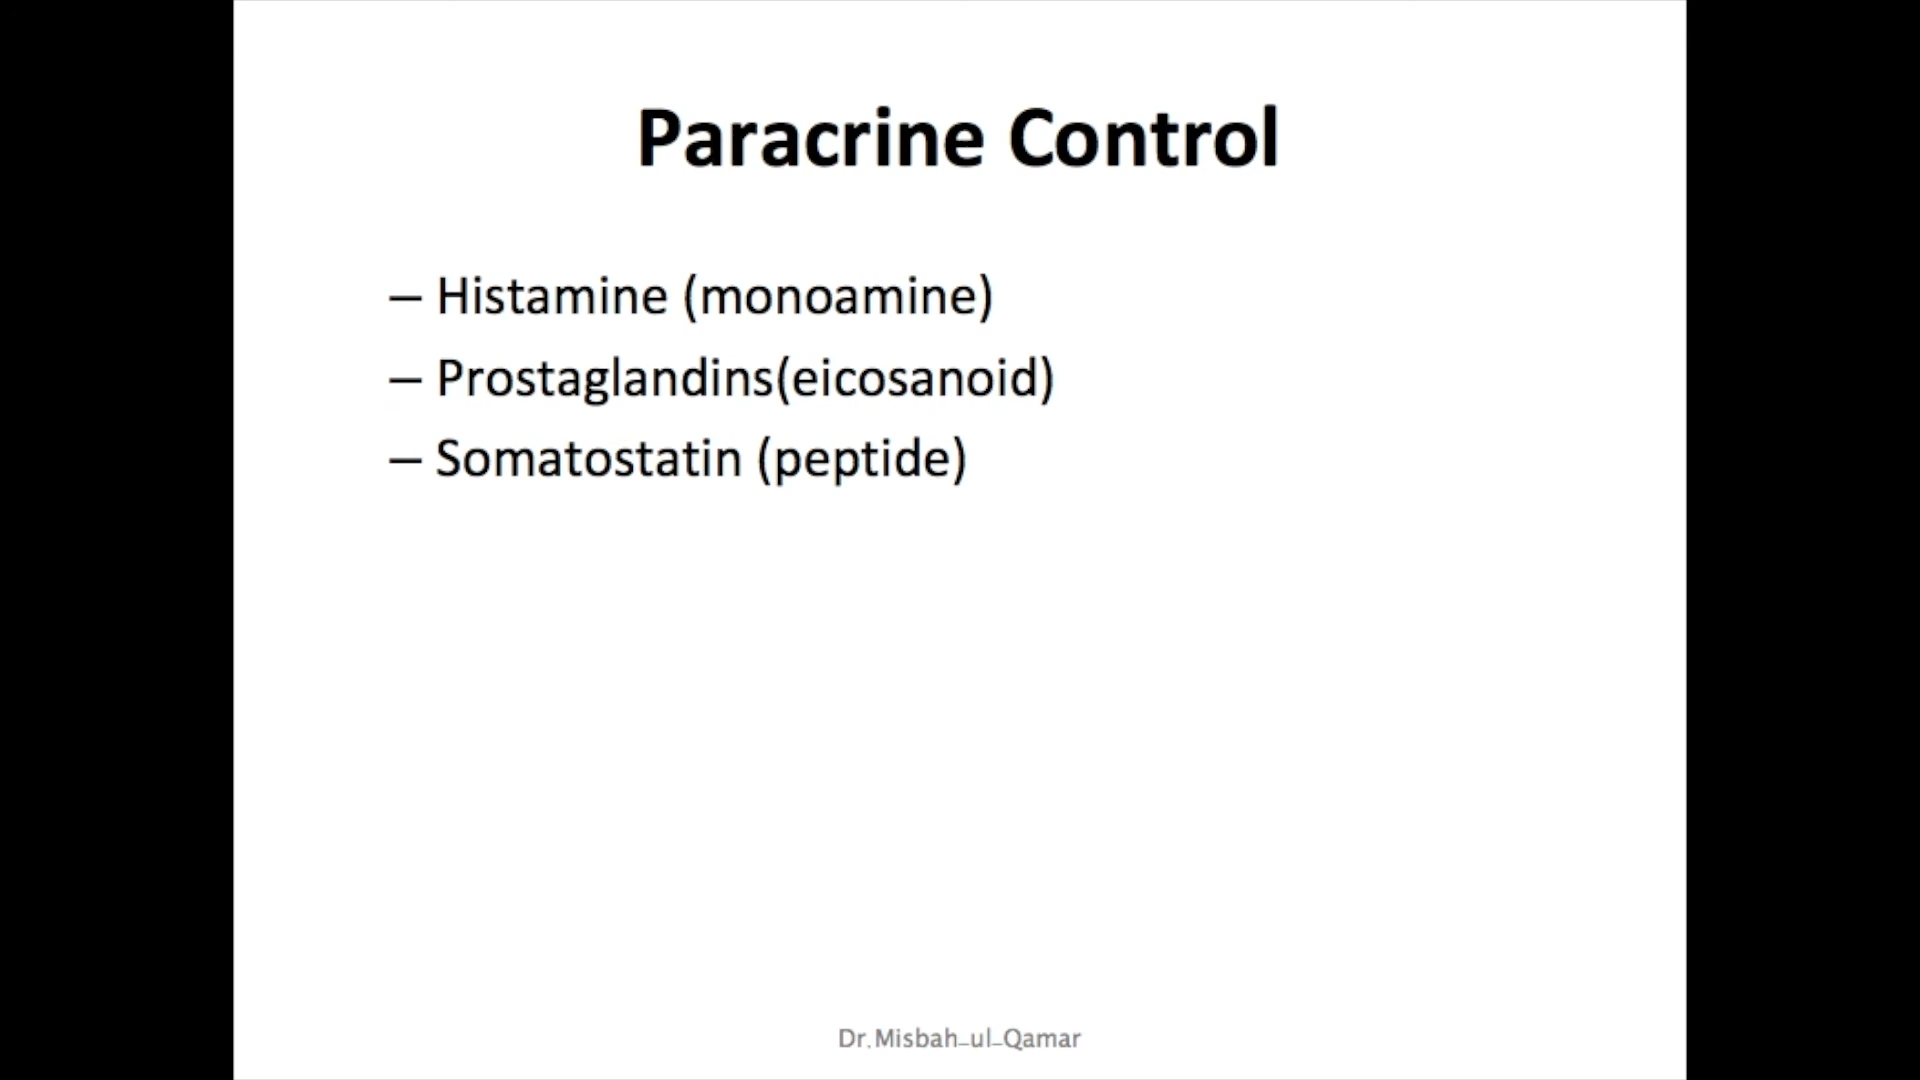 Paracrine Control
– Histamine (monoamine)
– Prostaglandins(eicosanoid)
– Somatostatin (peptide)
Dr.Misbah_ul_Qamar